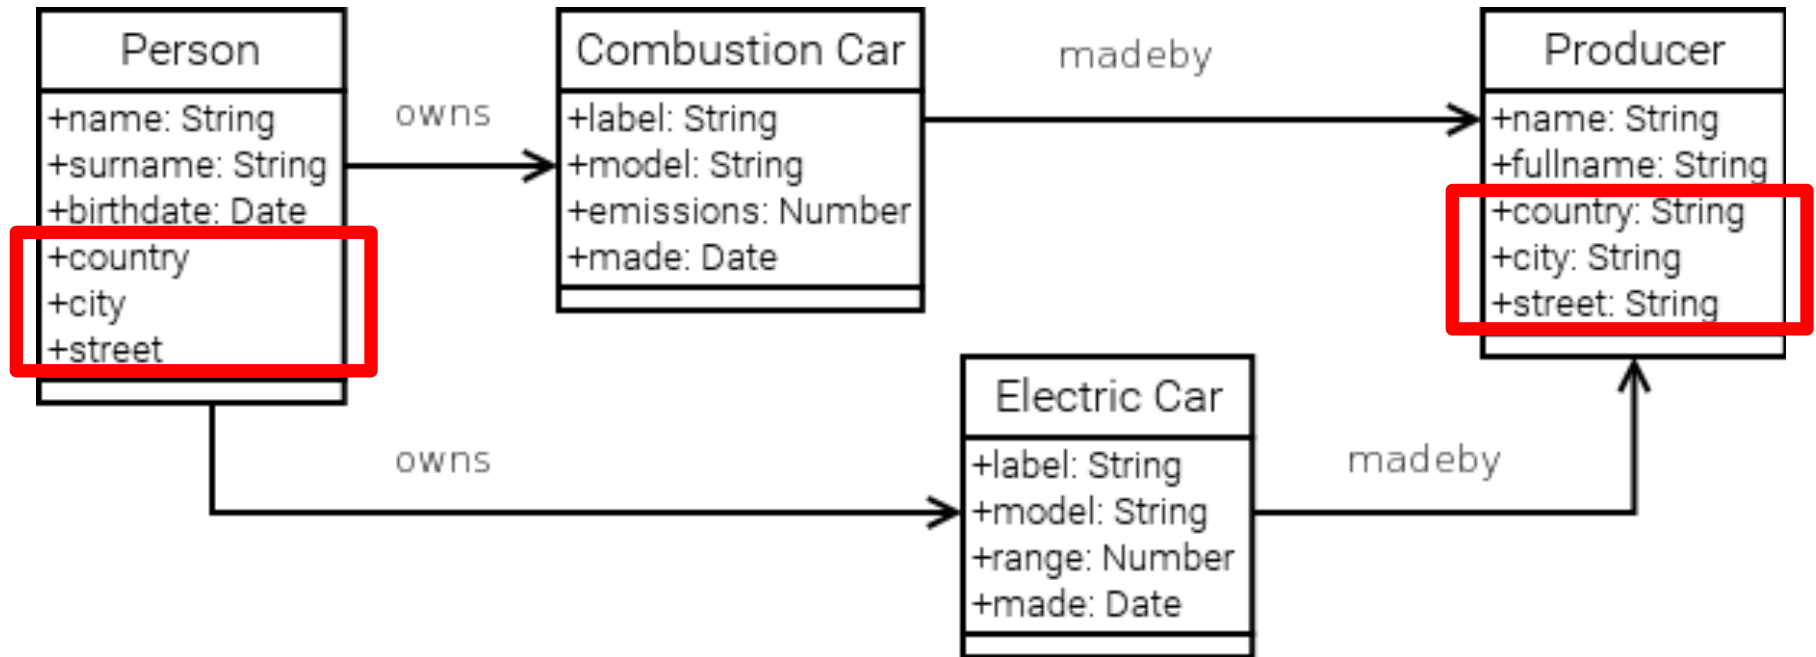 Person
+name: String
+surname: String
+birthdate: Date
+country
+city
+street
owns
Combustion Car
+label: String
+model: String
+emissions: Number
+made: Date
madeby
Producer
+name: String
+fullname: String
+country: String
+city: String
+street: String
owns
Electric Car
+label: String
+model: String
+range: Number
+made: Date
madeby